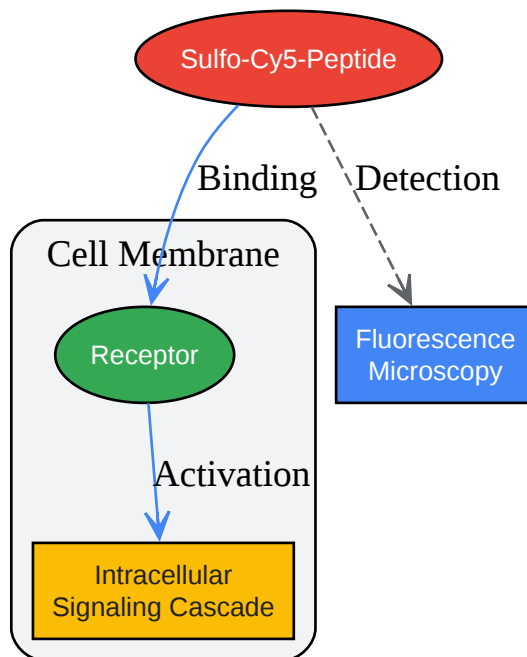 Sulfo-Cy5-Peptide
Binding
Detection
Cell Membrane
Receptor
Fluorescence
Microscopy
Activation
Intracellular
Signaling Cascade